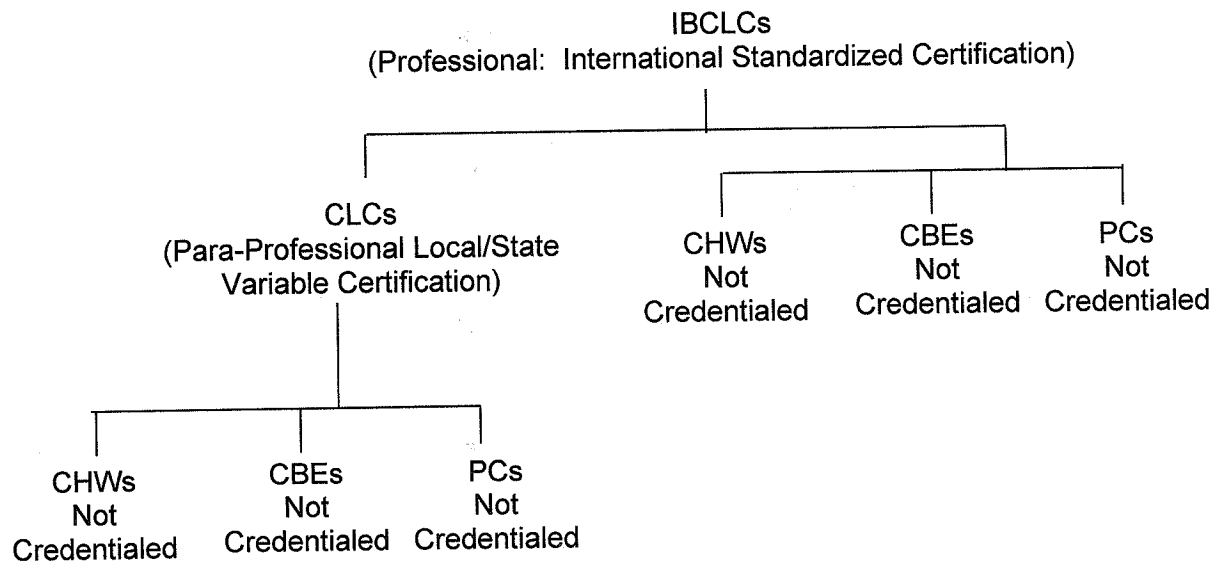 IBCLCs
(Professional: International Standardized Certification)
CLCs
(Para-Professional Local/State
Variable Certification)
CHWs
Not
Credentialed
CBEs
Not
Credentialed
PCs
Not
Credentialed
CHWs
Not
Credentialed
CBEs
Not
Credentialed
PCs
Not
Credentialed